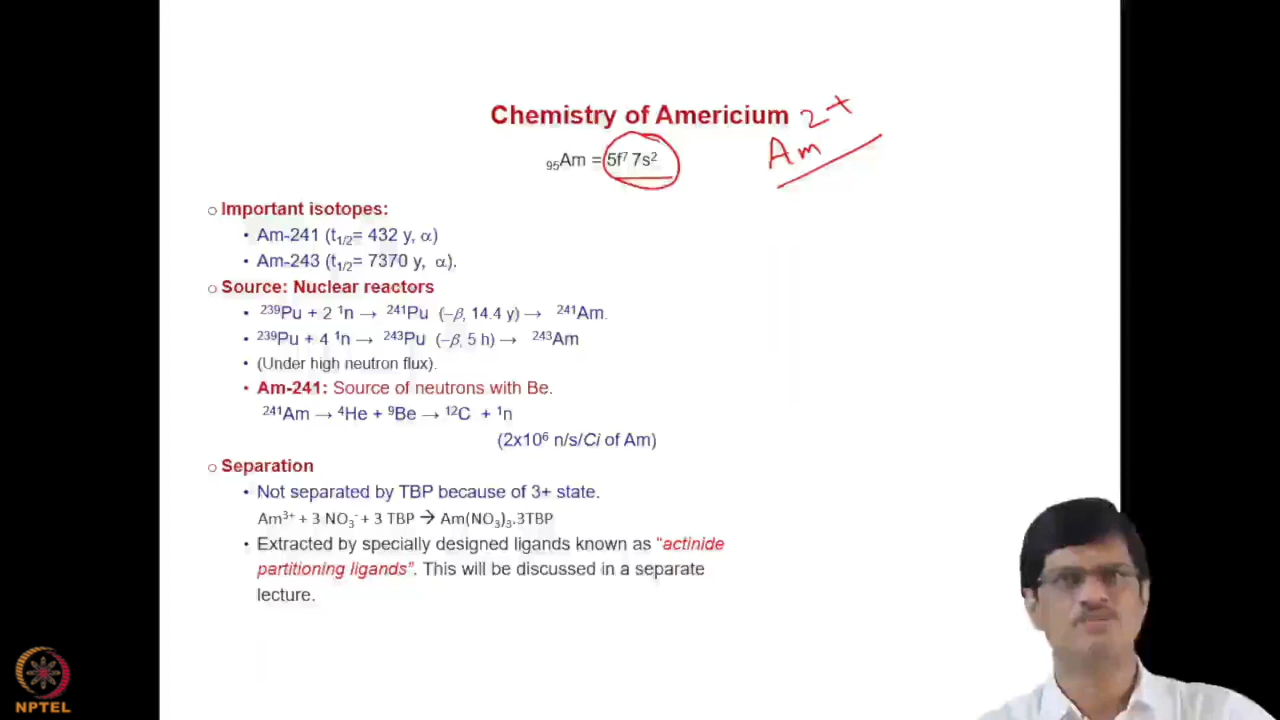 Chemistry of Americium
Am 2+
₉₅Am = 5f⁷ 7s²
○ Important isotopes:
• Am-241 (t₁/₂= 432 y, α)
• Am-243 (t₁/₂= 7370 y, α).
○ Source: Nuclear reactors
• ²³⁹Pu + 2 ¹n → ²⁴¹Pu (–β, 14.4 y) → ²⁴¹Am.
• ²³⁹Pu + 4 ¹n → ²⁴³Pu (–β, 5 h) → ²⁴³Am
• (Under high neutron flux).
• Am-241: Source of neutrons with Be.
²⁴¹Am → ⁴He + ⁹Be → ¹²C + ¹n
(2x10⁶ n/s/Ci of Am)
○ Separation
• Not separated by TBP because of 3+ state.
Am³⁺ + 3 NO₃⁻ + 3 TBP → Am(NO₃)₃.3TBP
• Extracted by specially designed ligands known as “actinide
partitioning ligands”. This will be discussed in a separate
lecture.
NPTEL